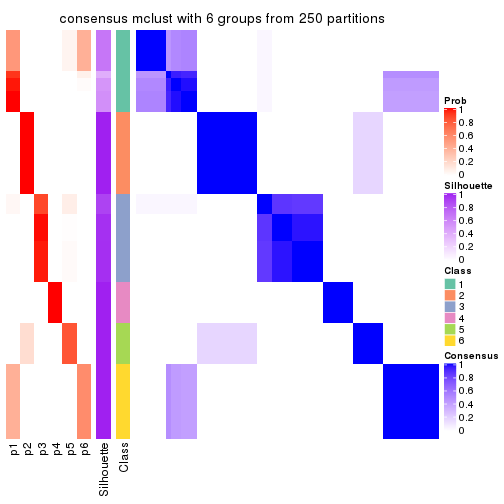 consensus mclust with 6 groups from 250 partitions
Prob
1
0.8
0.6
0.4
0.2
0
Silhouette
1
0.8
0.6
0.4
0.2
0
Class
1
2
3
4
5
6
Consensus
1
0.8
0.6
0.4
0.2
0
p1
p2
p3
p4
p5
p6
Silhouette
Class